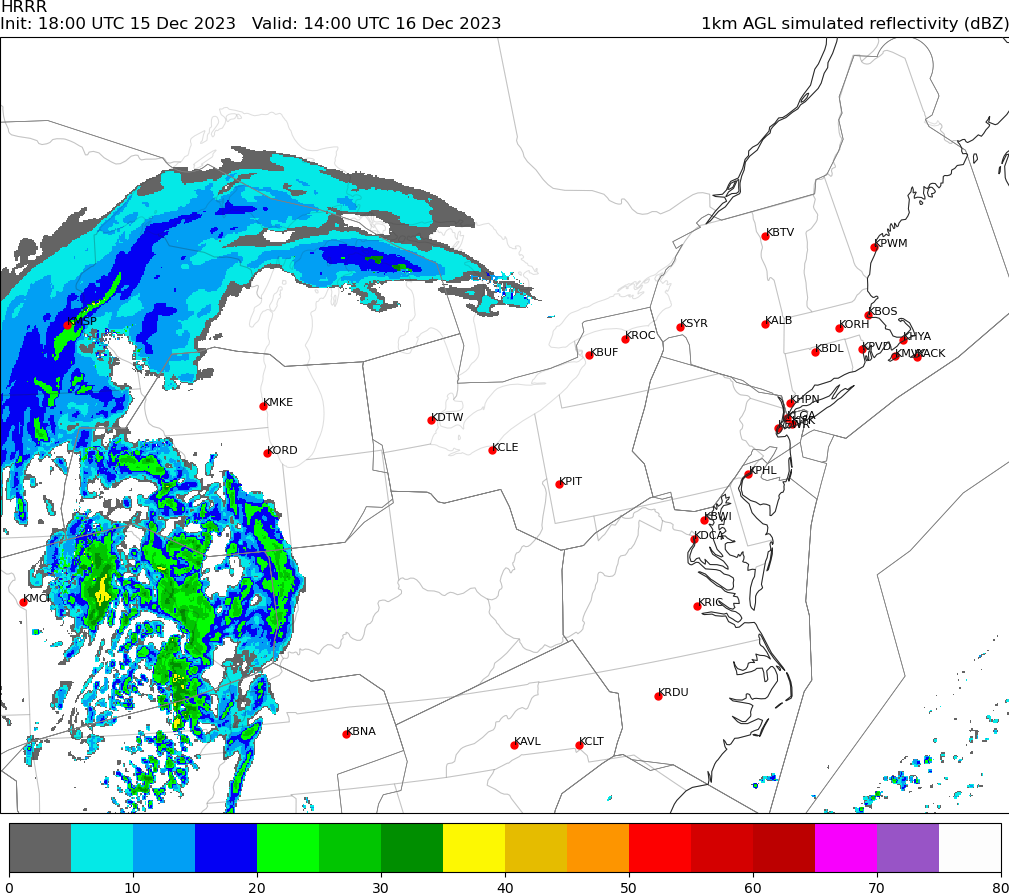 HRRR
Init: 18:00 UTC 15 Dec 2023   Valid: 14:00 UTC 16 Dec 2023
1km AGL simulated reflectivity (dBZ)
KBTV
KPWM
KBOS
KMSP
KSYR
KALB
KORH
KROC
KHYA
KBUF
KBDL
KPVD
KMVY
KACK
KMKE
KHPN
KDTW
KLGA
KJFK
KEWR
KORD
KCLE
KPHL
KPIT
KBWI
KDCA
KMCI
KRIC
KRDU
KBNA
KAVL
KCLT
0 10 20 30 40 50 60 70 80